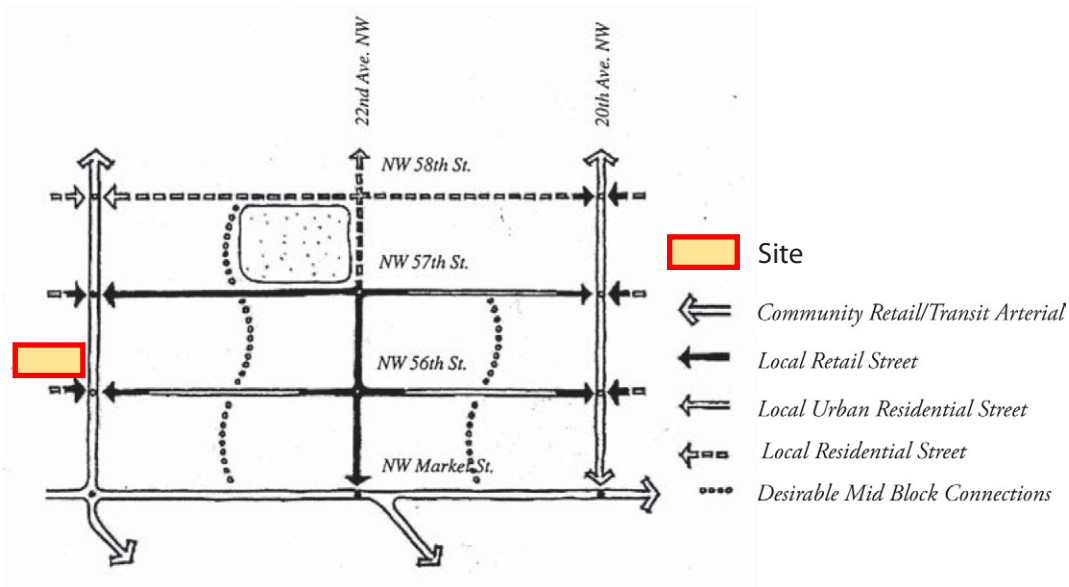 22nd Ave. NW
20th Ave. NW
NW 58th St.
NW 57th St.
NW 56th St.
NW Market St.
Site
Community Retail/Transit Arterial
Local Retail Street
Local Urban Residential Street
Local Residential Street
Desirable Mid Block Connections